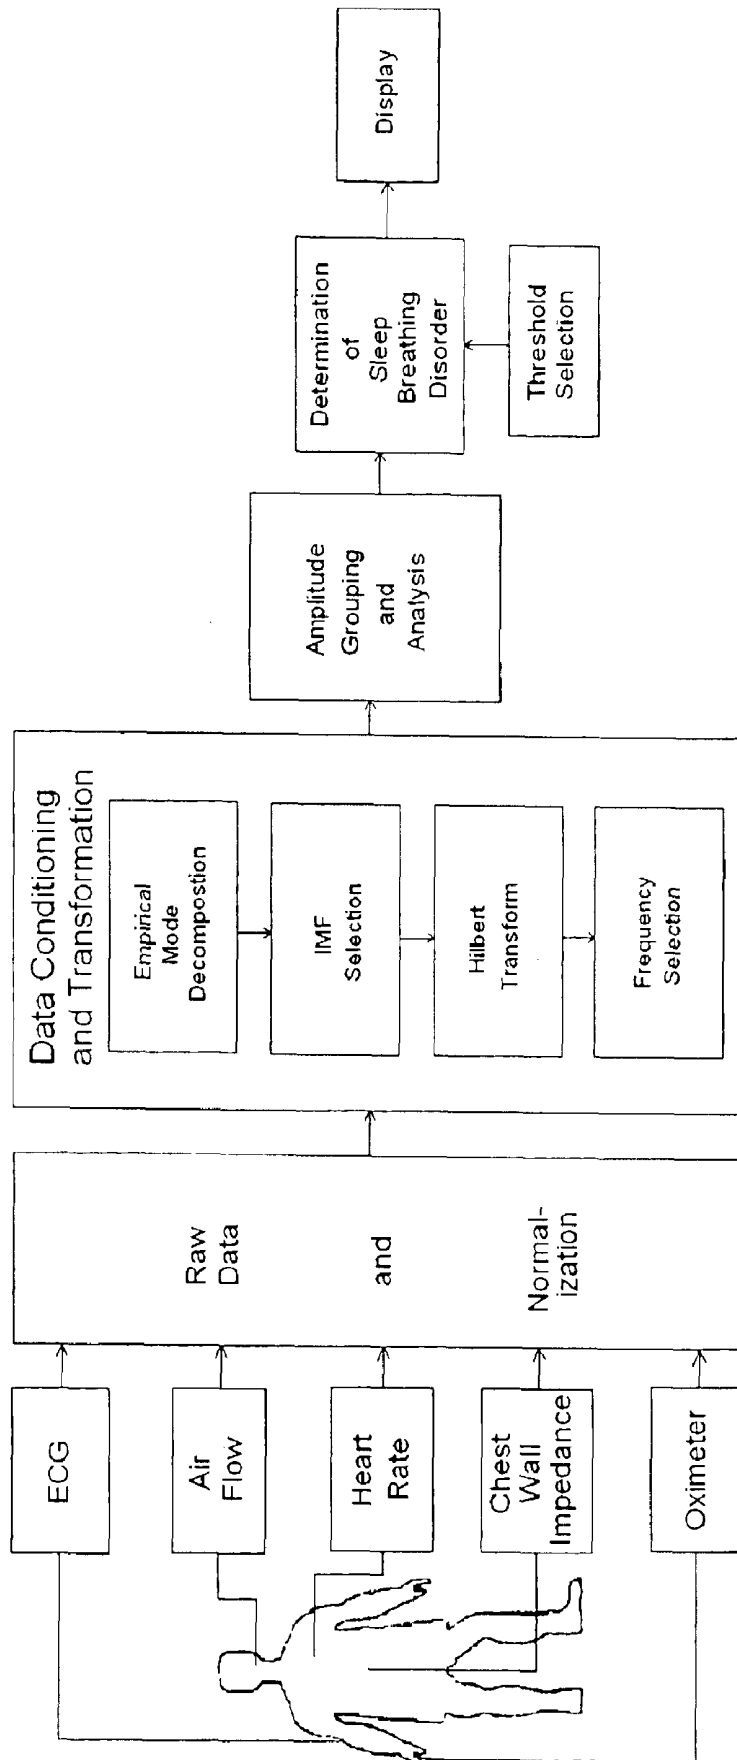 ECG
Air
Flow
Heart
Rate
Chest
Wall
Impedance
Oximeter
Raw
Data
and
Normal-
ization
Data Conditioning
and Transformation
Empirical
Mode
Decompostion
IMF
Selection
Hilbert
Transform
Frequency
Selection
Amplitude
Grouping
and
Analysis
Determination
of
Sleep
Breathing
Disorder
Threshold
Selection
Display